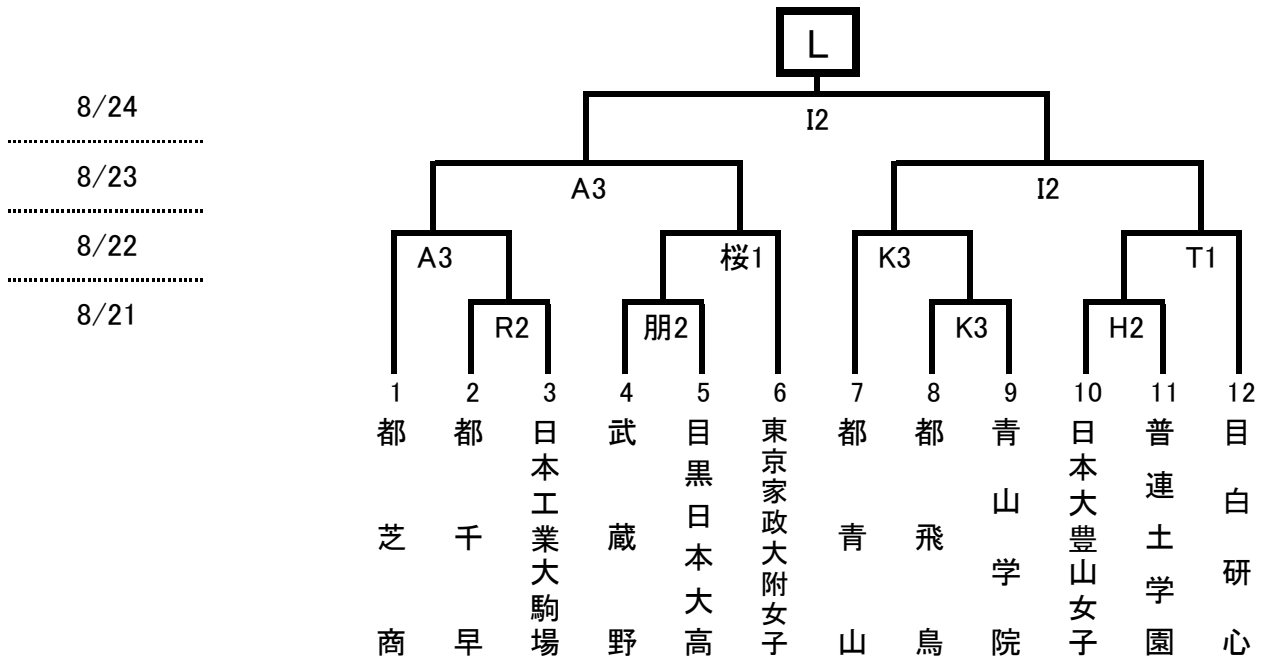 L
8/24
I2
8/23
A3
I2
8/22
A3
桜1
K3
T1
8/21
R2
朋2
K3
H2
1 2 3 4 5 6 7 8 9 10 11 12
都芝商
都千早
日本工業大駒場
武蔵野
目黒日本大高
東京家政大附女子
都青山
都飛鳥
青山学院
日本大豊山女子
普連土学園
目白研心